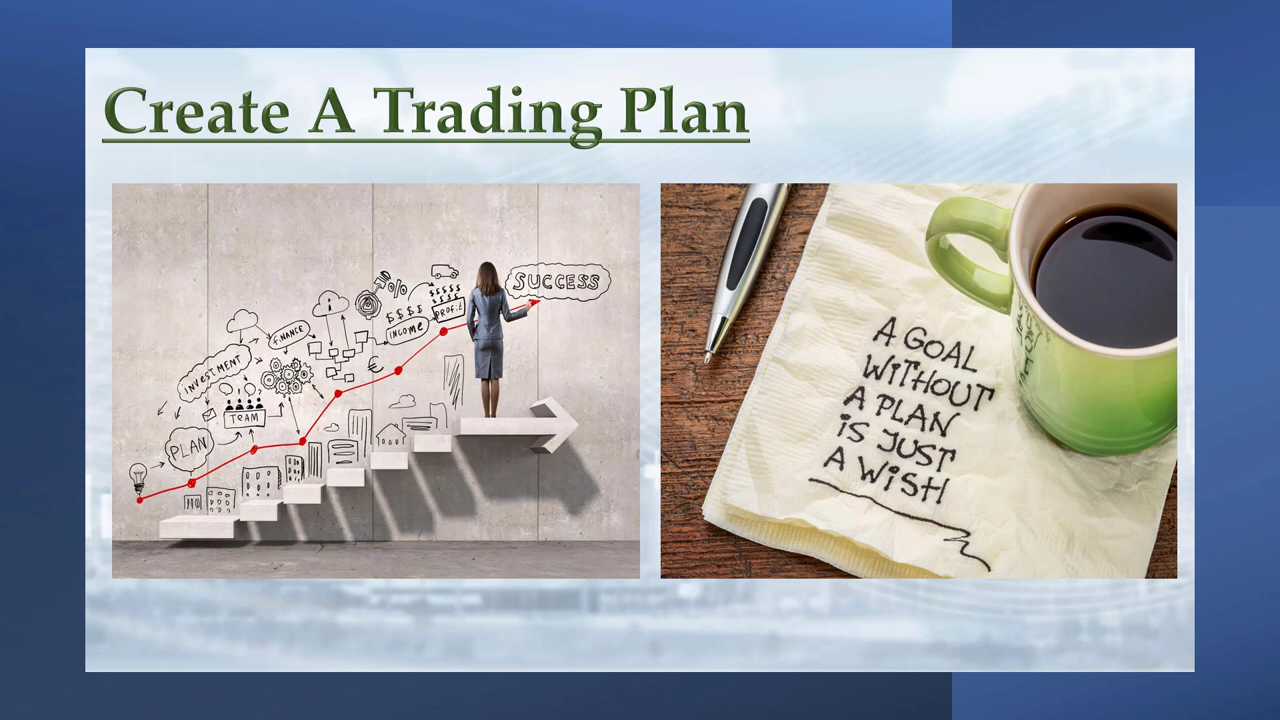 Create A Trading Plan
SUCCESS
%
$$$$$
$$$$
PROFIT
$$$$
INCOME
FINANCE
€
INVESTMENT
TEAM
PLAN
A GOAL
WITHOUT
A PLAN
iS JUST
A WiSH